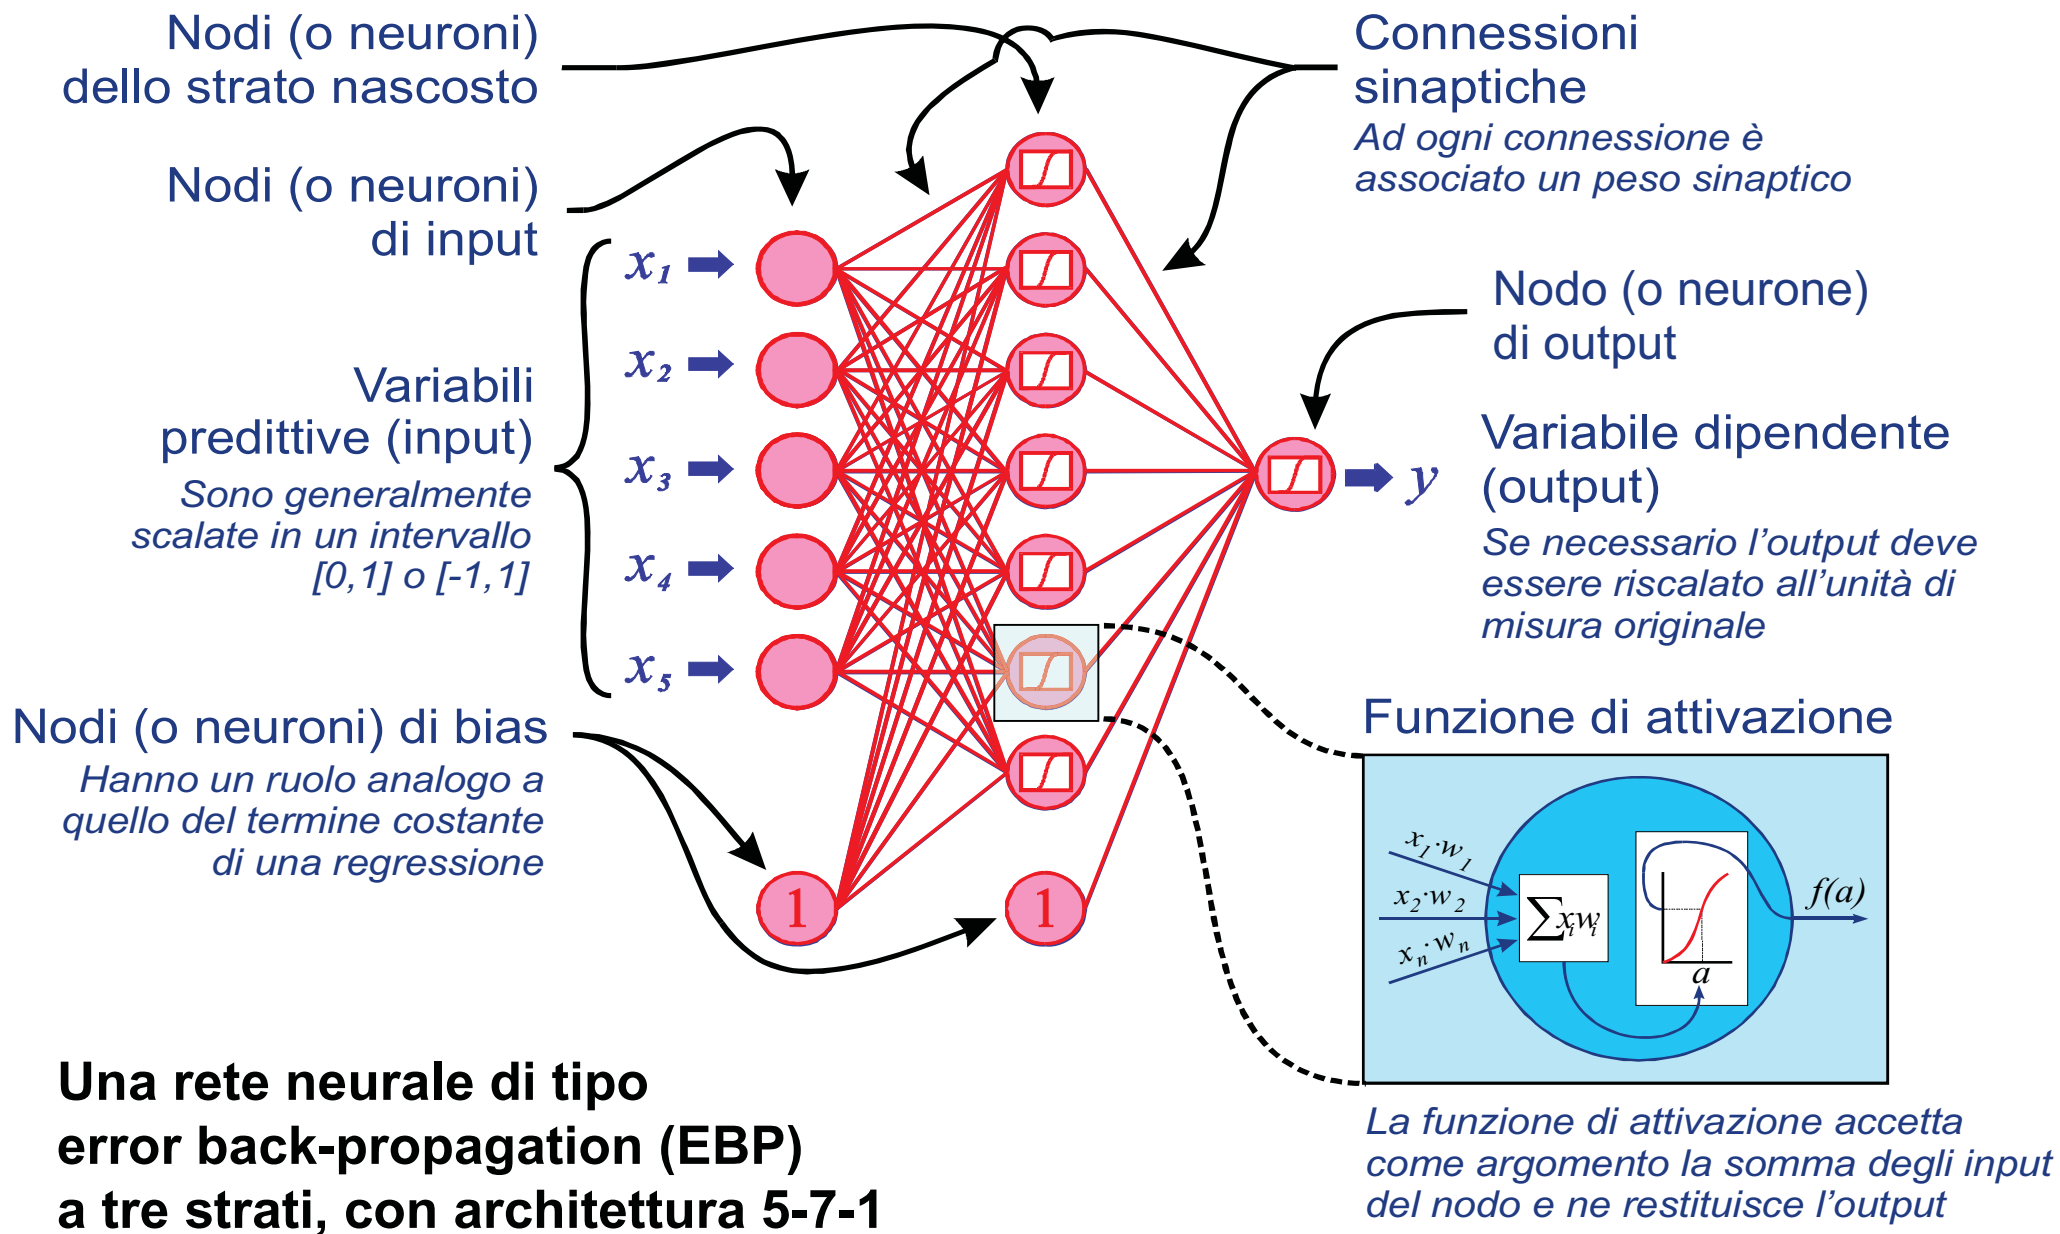 Nodi (o neuroni)
dello strato nascosto
Nodi (o neuroni)
di input
Variabili
predittive (input)
Sono generalmente
scalate in un intervallo
[0,1] o [-1,1]
Nodi (o neuroni) di bias
Hanno un ruolo analogo a
quello del termine costante
di una regressione
x1
x2
x3
x4
x5
1
1
Connessioni
sinaptiche
Ad ogni connessione è
associato un peso sinaptico
Nodo (o neurone)
di output
y
Variabile dipendente
(output)
Se necessario l'output deve
essere riscalato all'unità di
misura originale
Funzione di attivazione
x1·w1
x2·w2
xn·wn
∑xiwi
a
f(a)
La funzione di attivazione accetta
come argomento la somma degli input
del nodo e ne restituisce l'output
Una rete neurale di tipo
error back-propagation (EBP)
a tre strati, con architettura 5-7-1